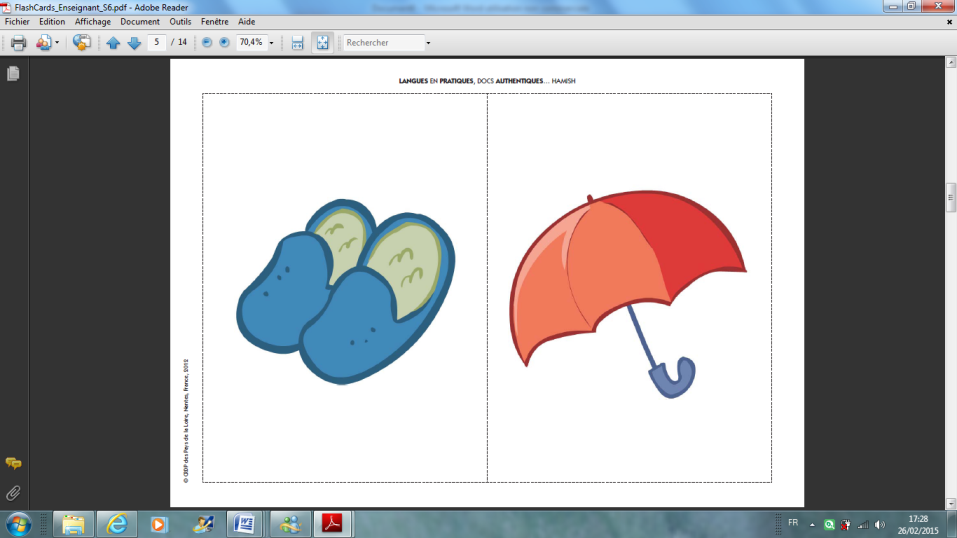 FlashCards_Enseignant_S6.pdf - Adobe Reader
Fichier Edition Affichage Document Outils Fenêtre Aide
5 / 14 70,4% Rechercher
LANGUES EN PRATIQUES, DOCS AUTHENTIQUES... HAMISH
© CRDP des Pays de la Loire, Nantes, France, 2012
FR
17:28
26/02/2015